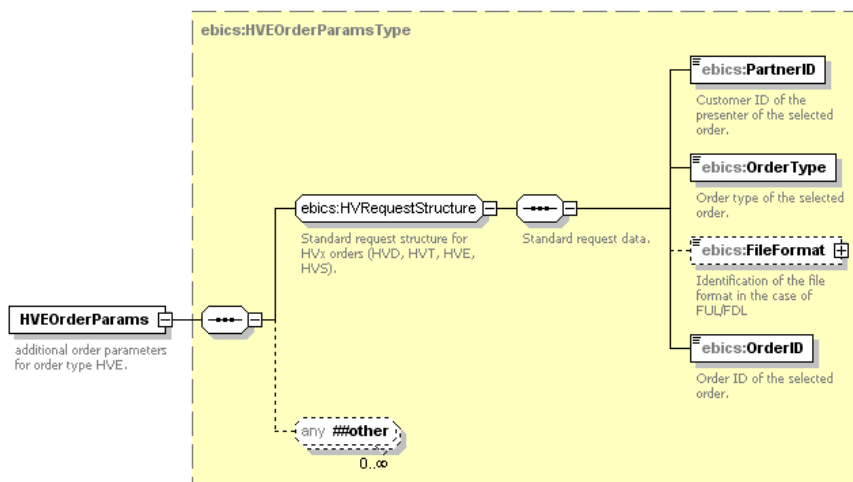 ebics:HVEOrderParamsType
ebics:PartnerID
Customer ID of the
presenter of the selected
order.
ebics:OrderType
Order type of the selected
order.
ebics:HVRequestStructure
Standard request structure for
HVx orders (HVD, HVT, HVE,
HVS).
Standard request data.
ebics:FileFormat
Identification of the file
format in the case of
FUL/FDL
HVEOrderParams
additional order parameters
for order type HVE.
ebics:OrderID
Order ID of the selected
order.
any ##other
0..∞